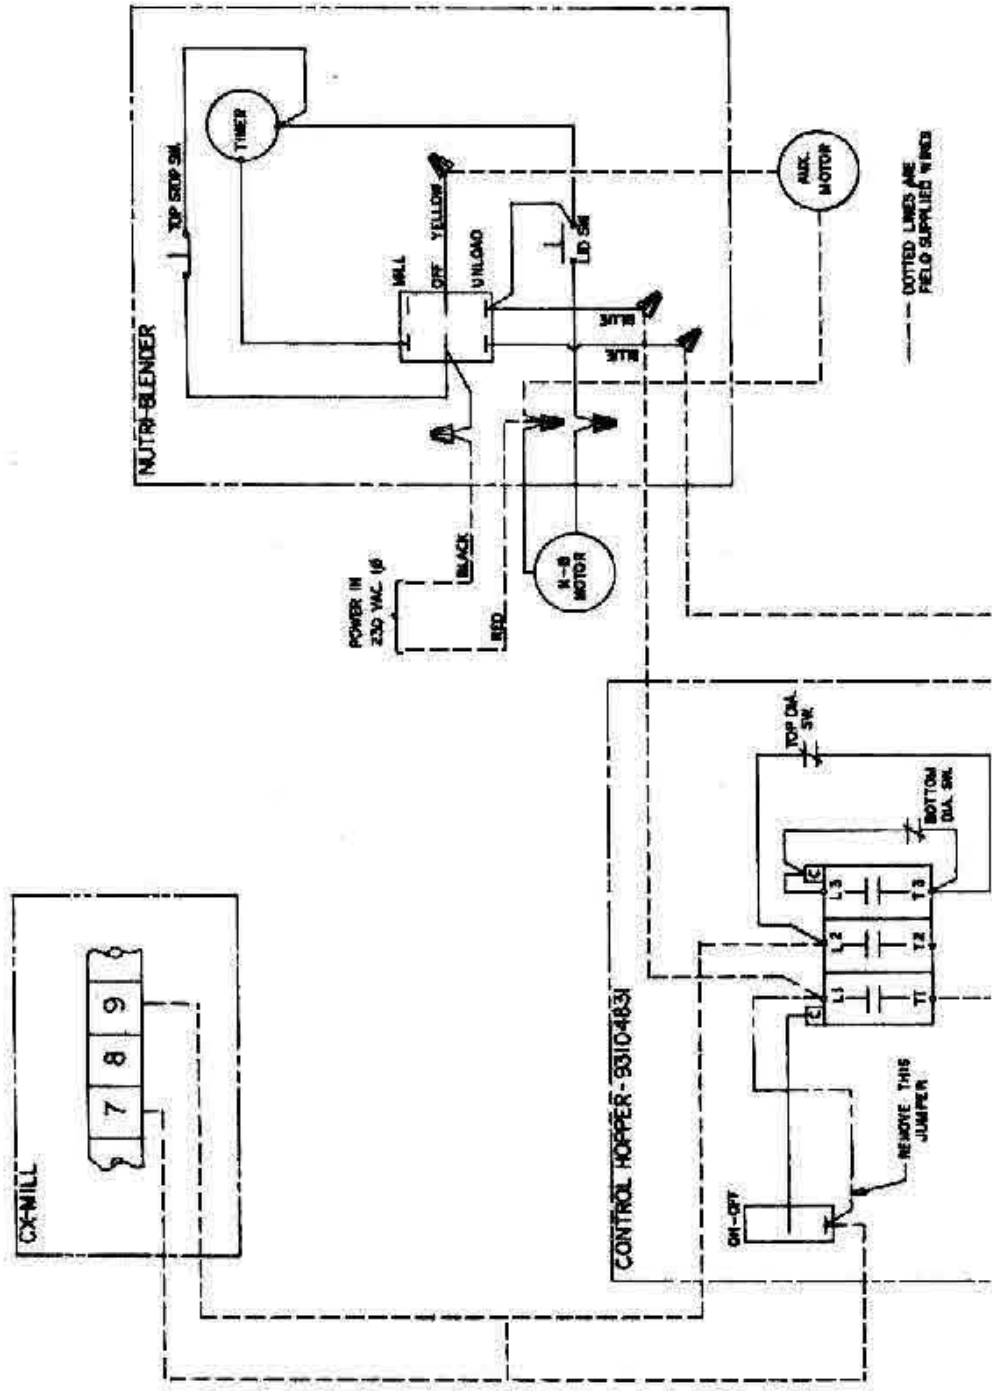 NUTRI-BLENDER
TOP STOP SW.
TIMER
MILL
OFF
YELLOW
UNLOAD
LID SW
BLUE
BLUE
AUX.
MOTOR
DOTTED LINES ARE
FIELD SUPPLIED WIRES
POWER IN
230 VAC. 1ϕ
BLACK
RED
N-B
MOTOR
CX-MILL
7 8 9
CONTROL HOPPER-93104831
TOP DIA.
SW.
BOTTOM
DIA. SW.
C
C
L1 L2 L3
T1 T2 T3
ON-OFF
REMOVE THIS
JUMPER